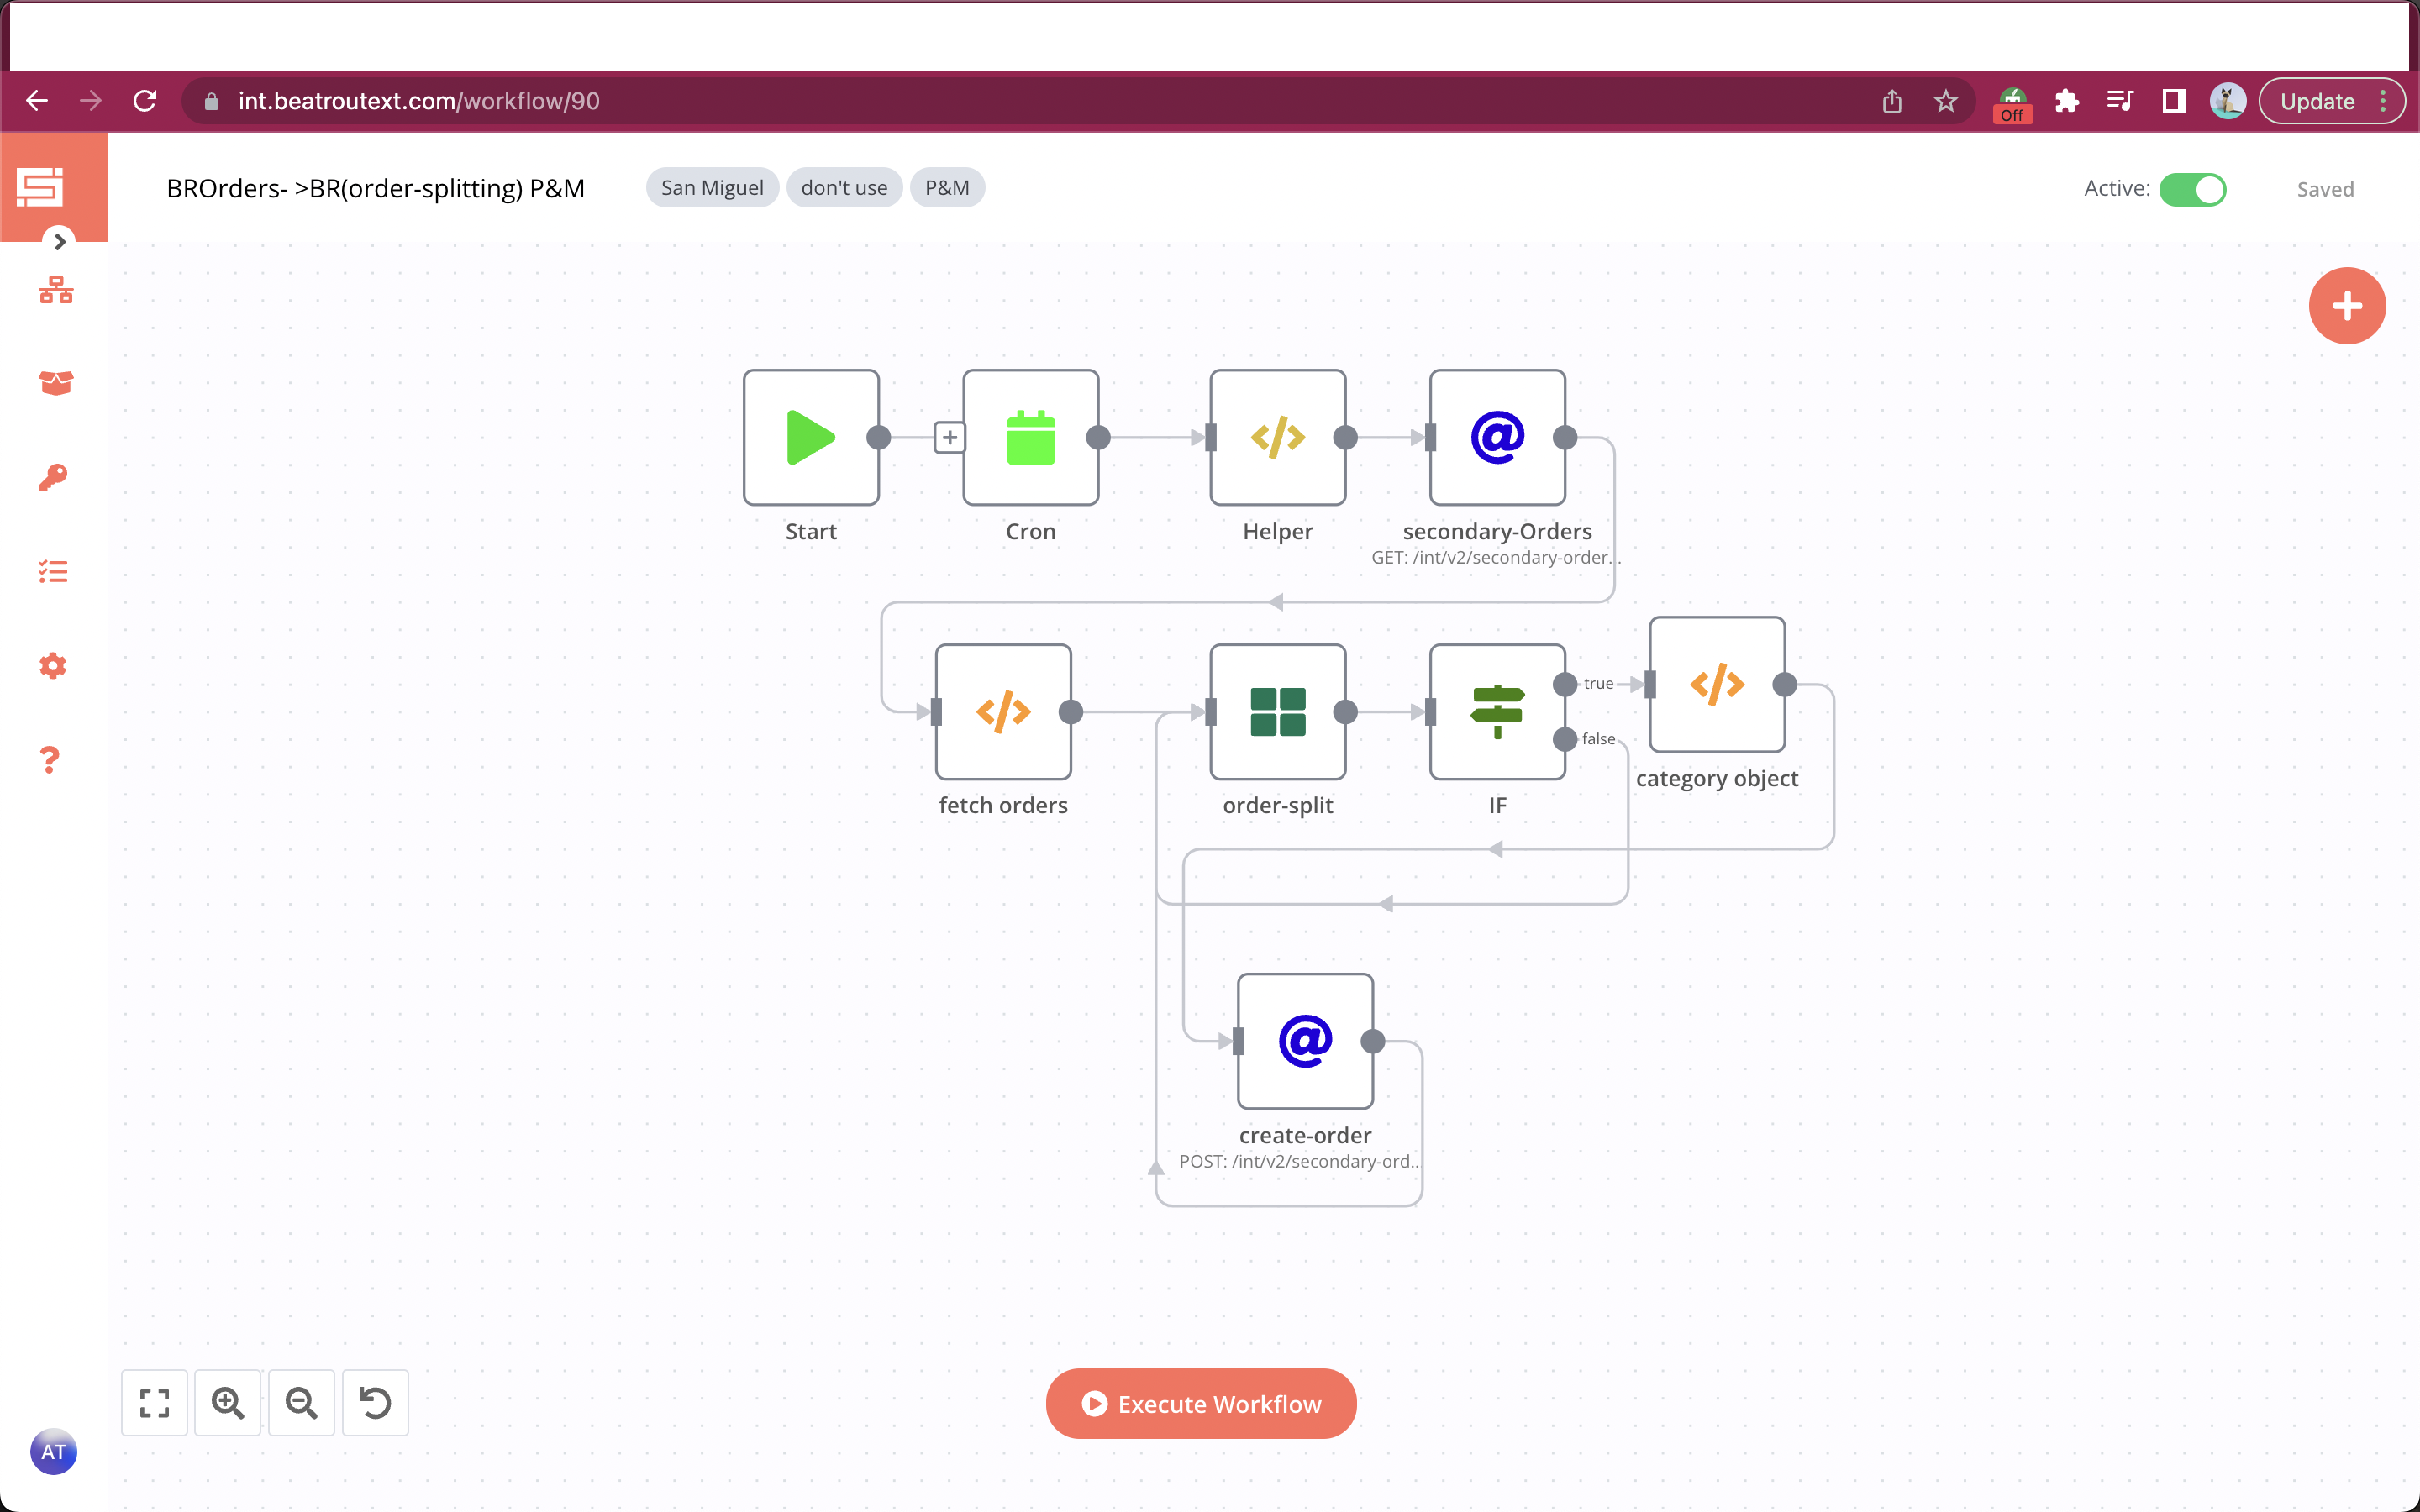 int.beatroutext.com/workflow/90
Off
Update
BROrders- >BR(order-splitting) P&M
San Miguel
don't use
P&M
Active:
Saved
Start
Cron
Helper
secondary-Orders
GET: /int/v2/secondary-order...
fetch orders
order-split
IF
true
false
category object
create-order
POST: /int/v2/secondary-ord...
Execute Workflow
AT